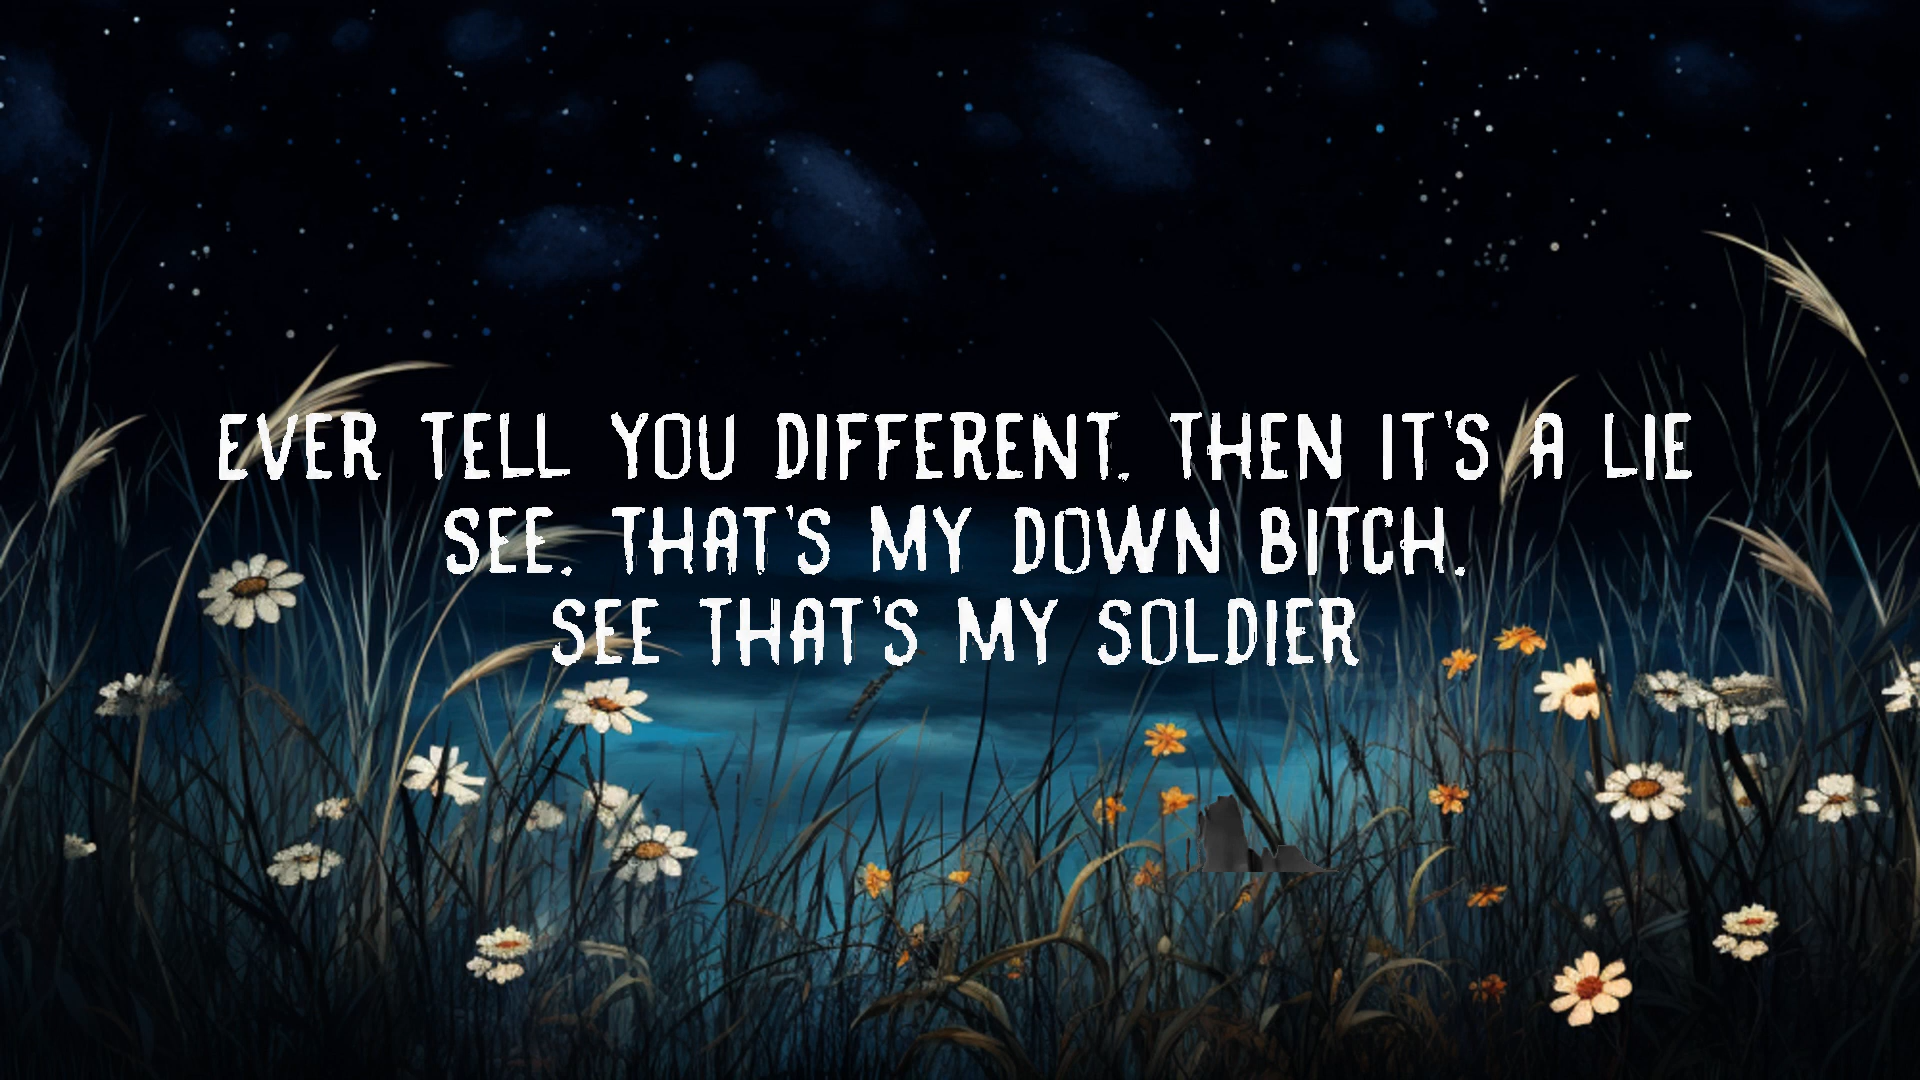 EVER TELL YOU DIFFERENT, THEN IT'S A LIE
SEE, THAT'S MY DOWN BITCH,
SEE THAT'S MY SOLDIER